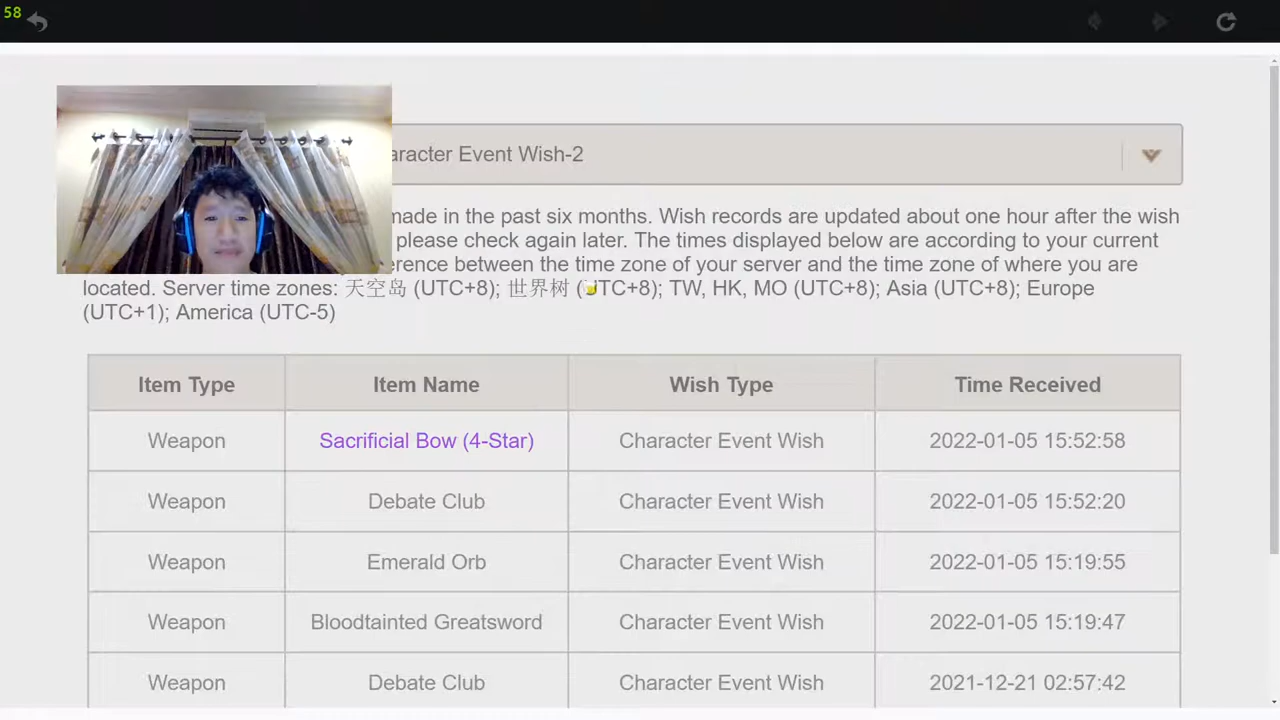 58
aracter Event Wish-2
made in the past six months. Wish records are updated about one hour after the wish
please check again later. The times displayed below are according to your current
erence between the time zone of your server and the time zone of where you are
located. Server time zones: 天空岛 (UTC+8); 世界树 (UTC+8); TW, HK, MO (UTC+8); Asia (UTC+8); Europe
(UTC+1); America (UTC-5)
Item Type Item Name Wish Type Time Received
Weapon Sacrificial Bow (4-Star) Character Event Wish 2022-01-05 15:52:58
Weapon Debate Club Character Event Wish 2022-01-05 15:52:20
Weapon Emerald Orb Character Event Wish 2022-01-05 15:19:55
Weapon Bloodtainted Greatsword Character Event Wish 2022-01-05 15:19:47
Weapon Debate Club Character Event Wish 2021-12-21 02:57:42